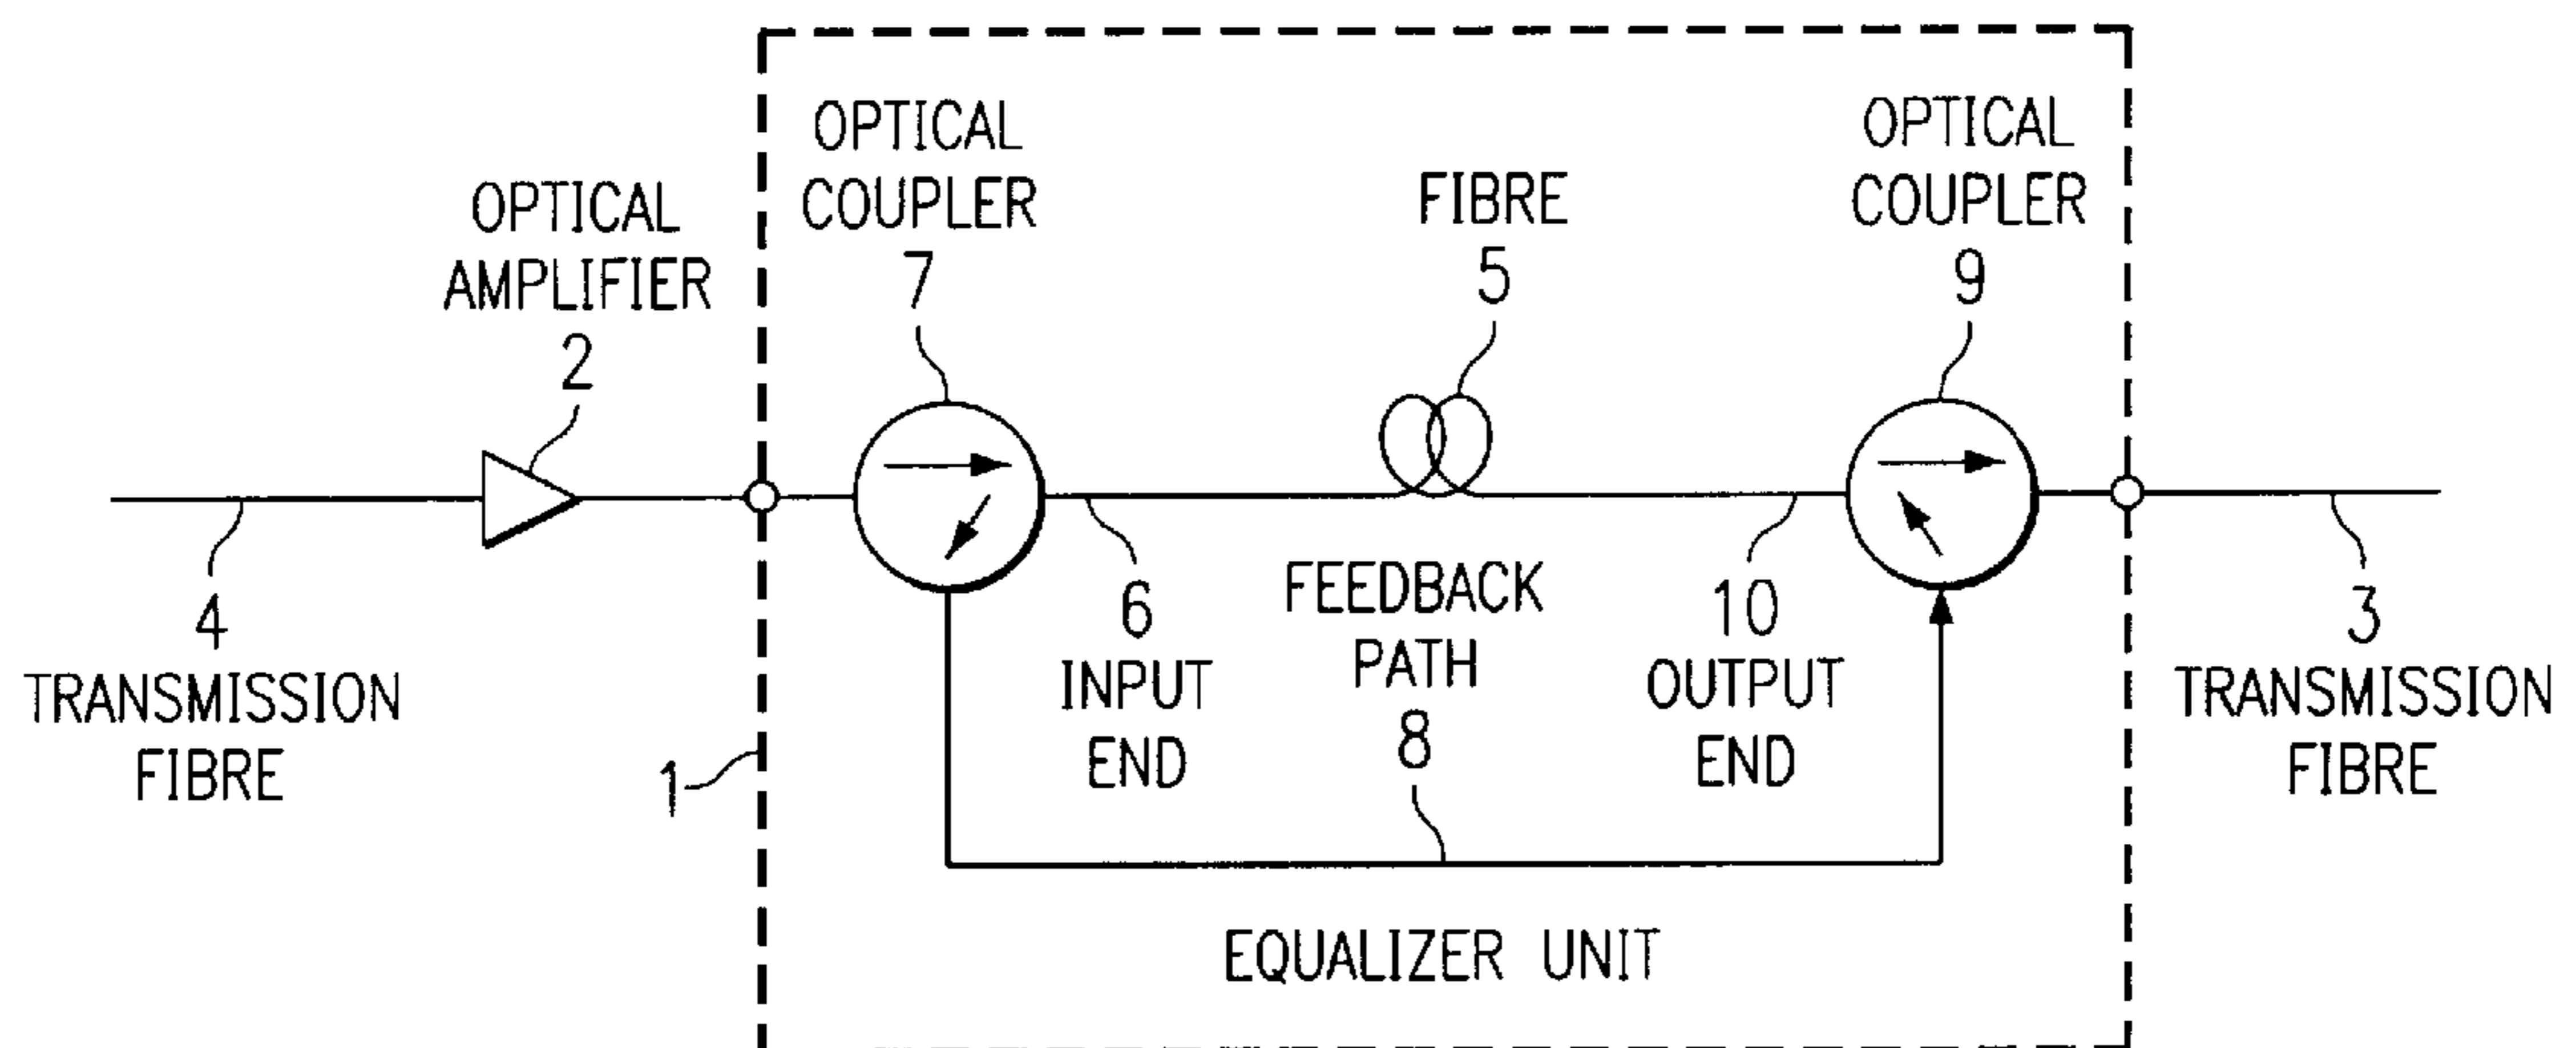 OPTICAL
AMPLIFIER
2
OPTICAL
COUPLER
7
FIBRE
5
OPTICAL
COUPLER
9
4
TRANSMISSION
FIBRE
1
6
INPUT
END
FEEDBACK
PATH
8
10
OUTPUT
END
3
TRANSMISSION
FIBRE
EQUALIZER UNIT